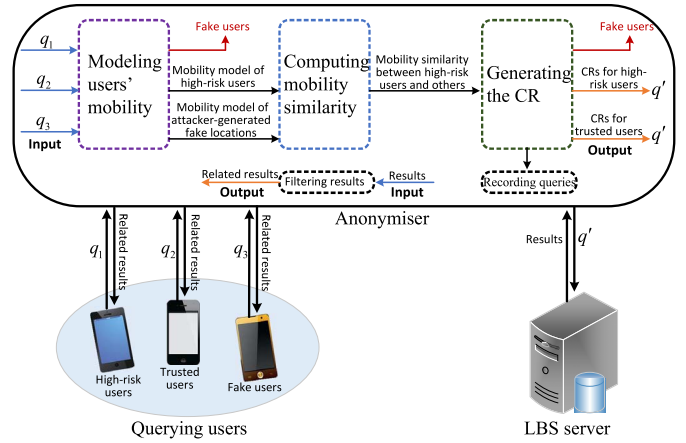 Fake users
Fake users
q1
Modeling users' mobility
Mobility model of high-risk users
Computing mobility similarity
Mobility similarity between high-risk users and others
Generating the CR
CRs for high-risk users
q′
q2
Mobility model of attacker-generated fake locations
q3
Input
CRs for trusted users
q′
Output
Related results
Output
Filtering results
Results
Input
Recording queries
Anonymiser
q1
Related results
q2
Related results
q3
Related results
Results
q′
High-risk users
Trusted users
Fake users
Querying users
LBS server